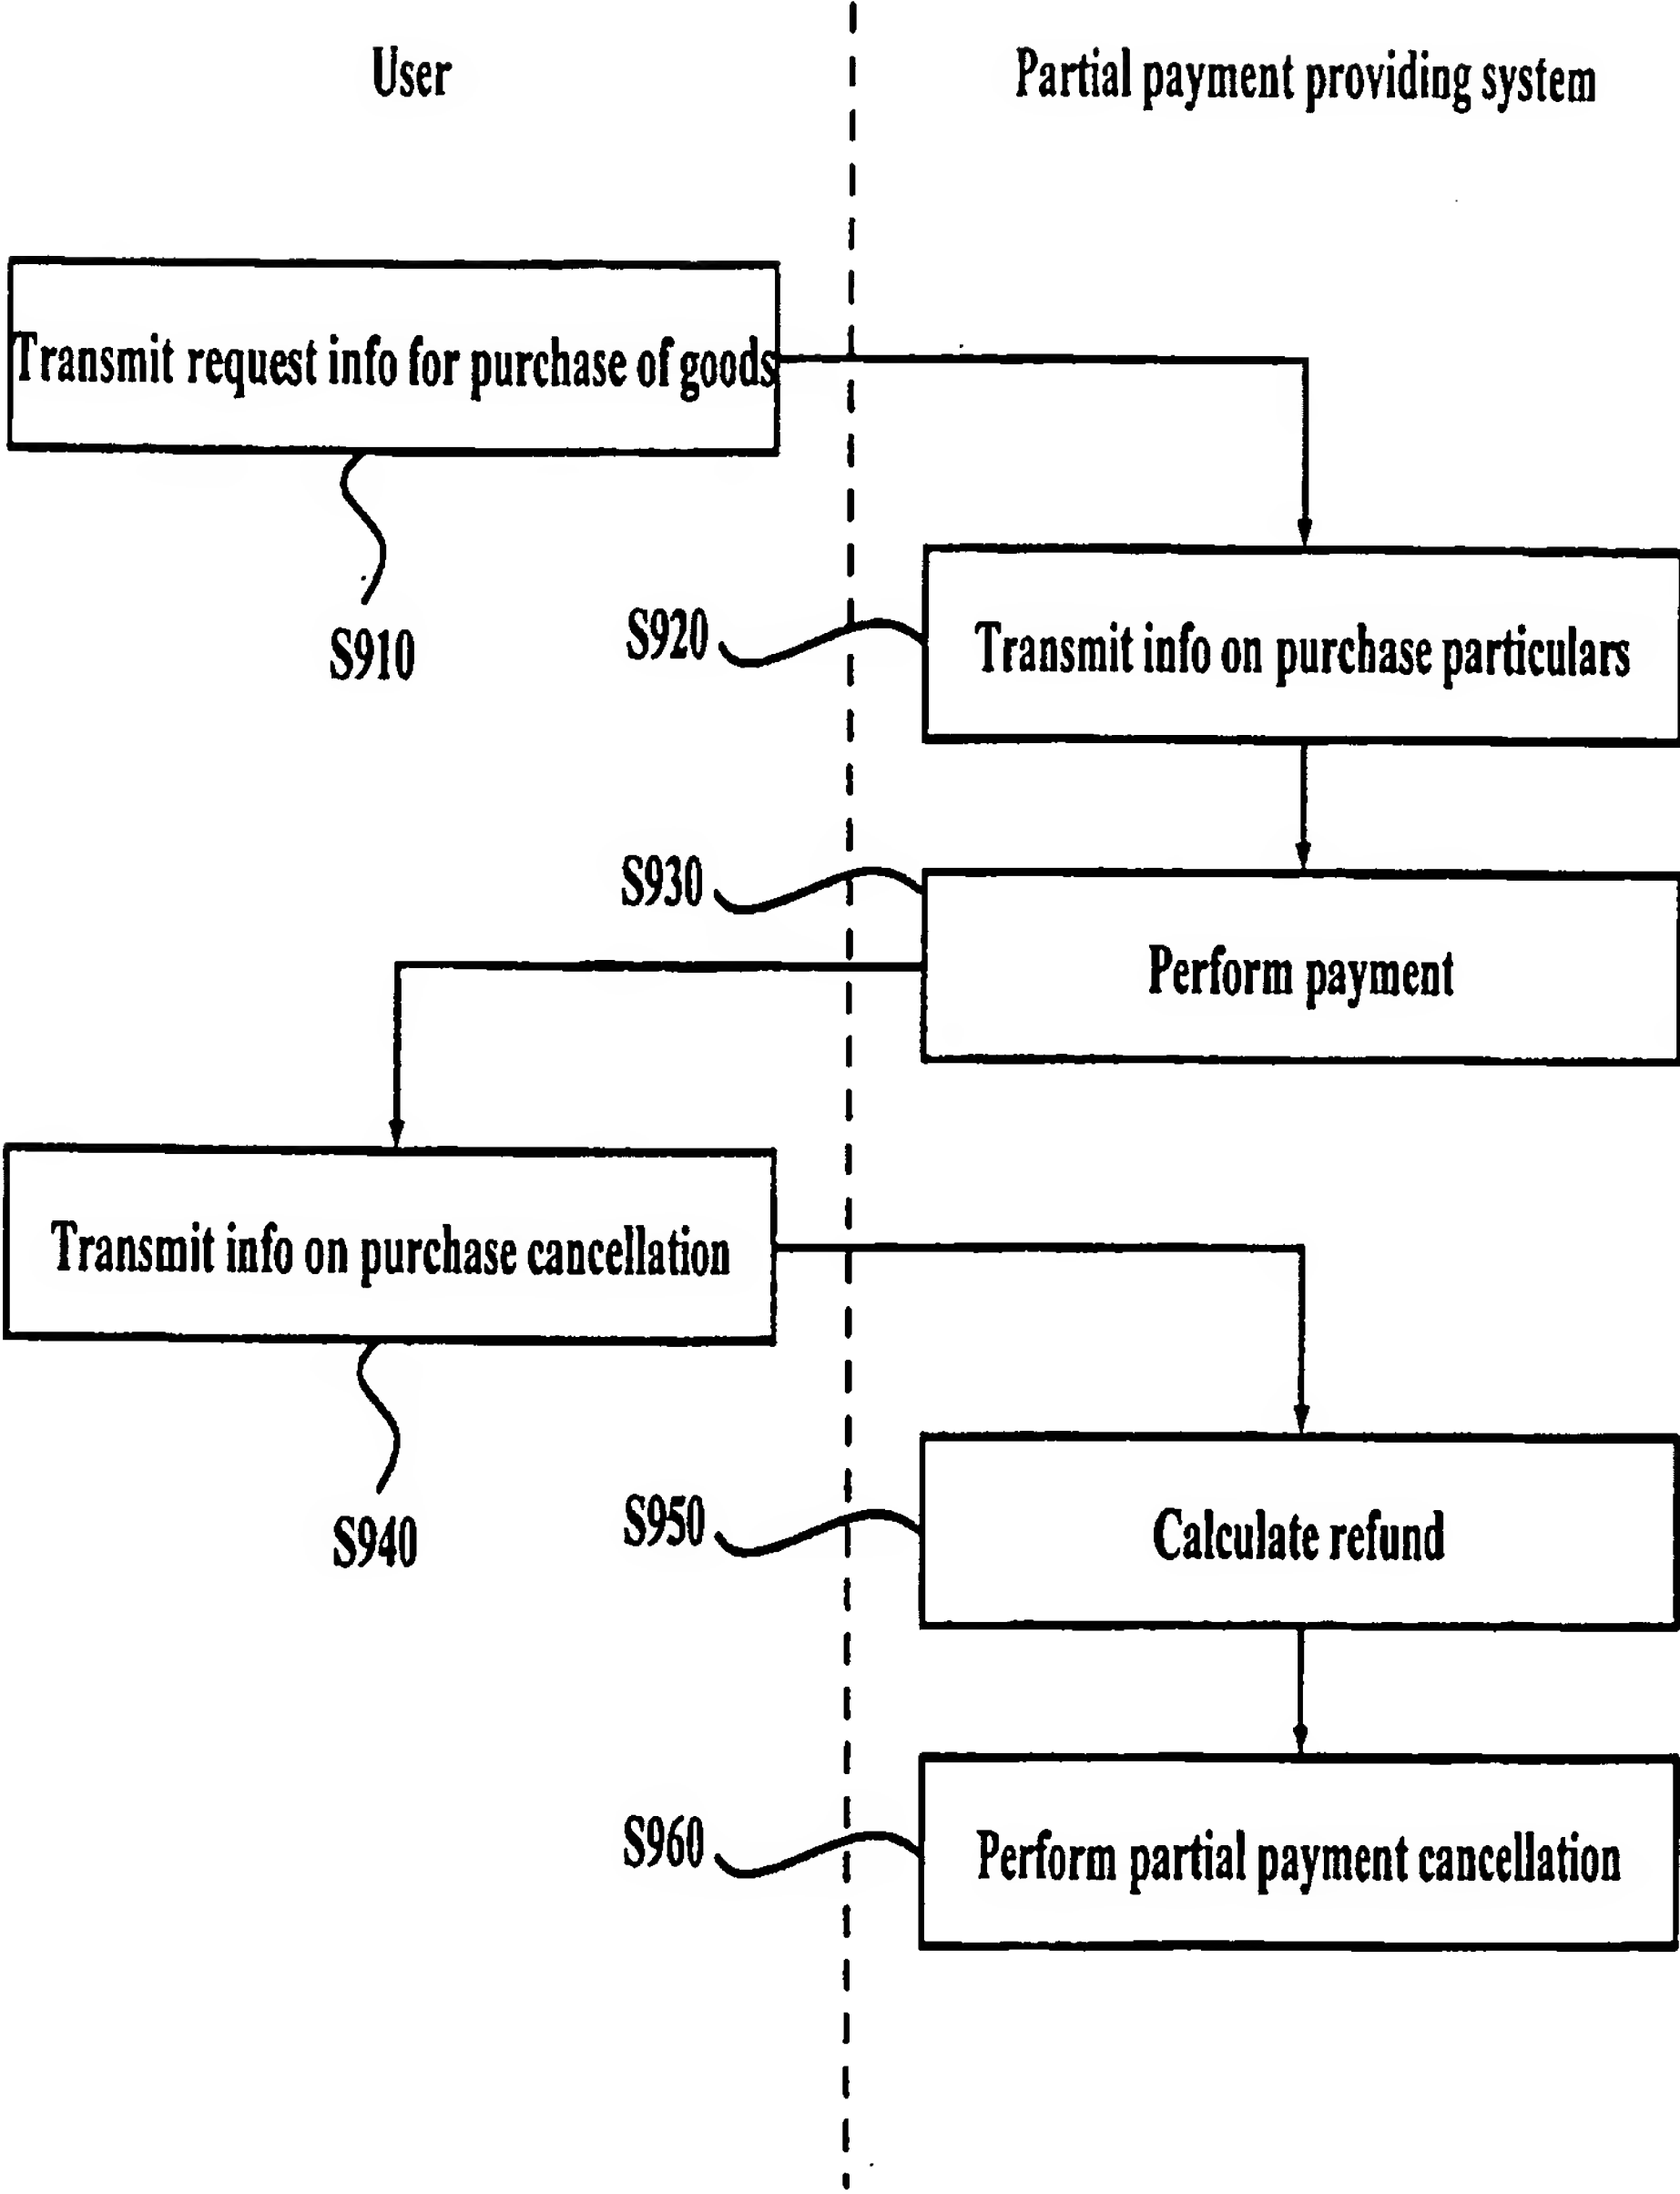 User
Partial payment providing system
Transmit request info for purchase of goods
S910
S920
Transmit info on purchase particulars
S930
Perform payment
Transmit info on purchase cancellation
S940
S950
Calculate refund
S960
Perform partial payment cancellation